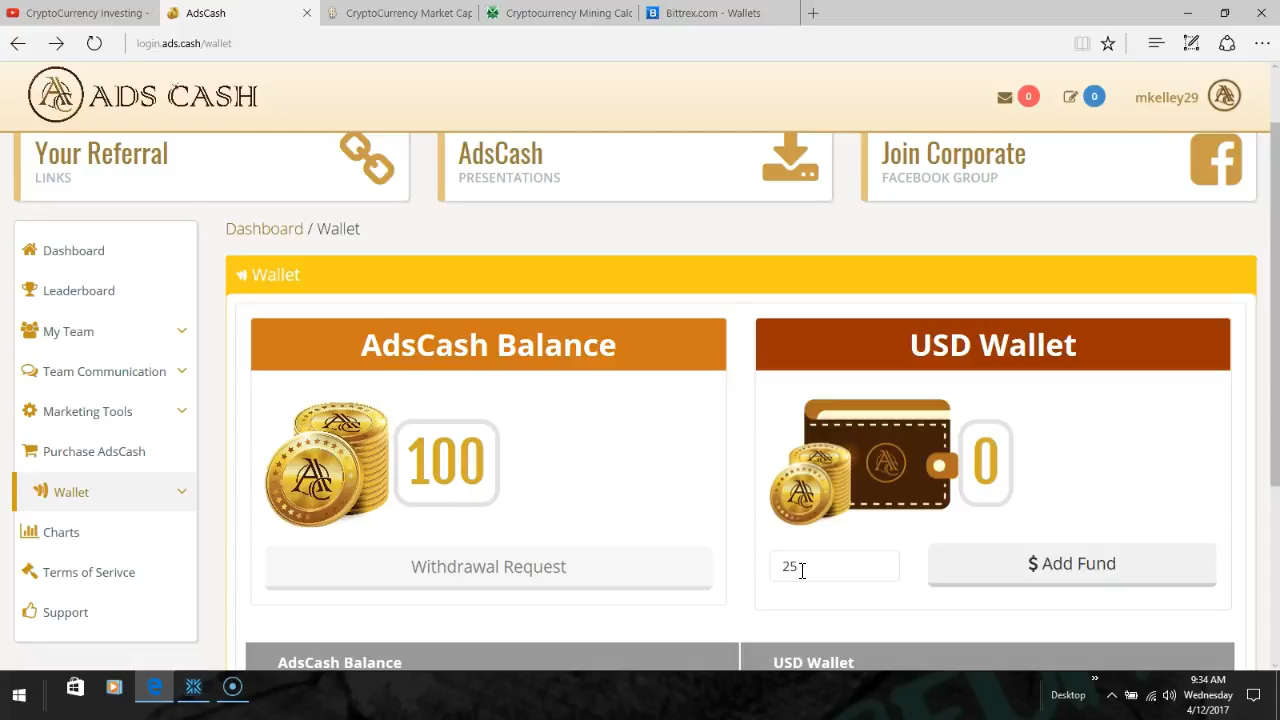 CryptoCurrency Investing -
AdsCash
CryptoCurrency Market Cap
Cryptocurrency Mining Calc
Bittrex.com - Wallets
login.ads.cash/wallet
ADS CASH
0
0
mkelley29
Your Referral
LINKS
AdsCash
PRESENTATIONS
Join Corporate
FACEBOOK GROUP
Dashboard
Leaderboard
My Team
Team Communication
Marketing Tools
Purchase AdsCash
Wallet
Charts
Terms of Serivce
Support
Dashboard / Wallet
Wallet
AdsCash Balance
100
Withdrawal Request
USD Wallet
0
25
$ Add Fund
AdsCash Balance
USD Wallet
Desktop
9:34 AM
Wednesday
4/12/2017